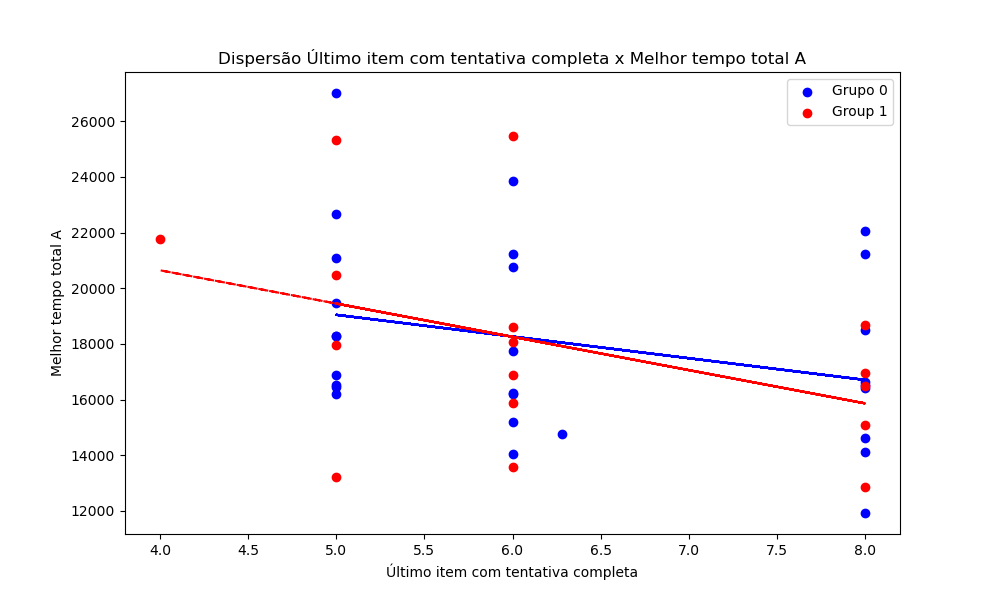 Dispersão Último item com tentativa completa x Melhor tempo total A
Grupo 0
Group 1
Melhor tempo total A
26000
24000
22000
20000
18000
16000
14000
12000
4.0 4.5 5.0 5.5 6.0 6.5 7.0 7.5 8.0
Último item com tentativa completa